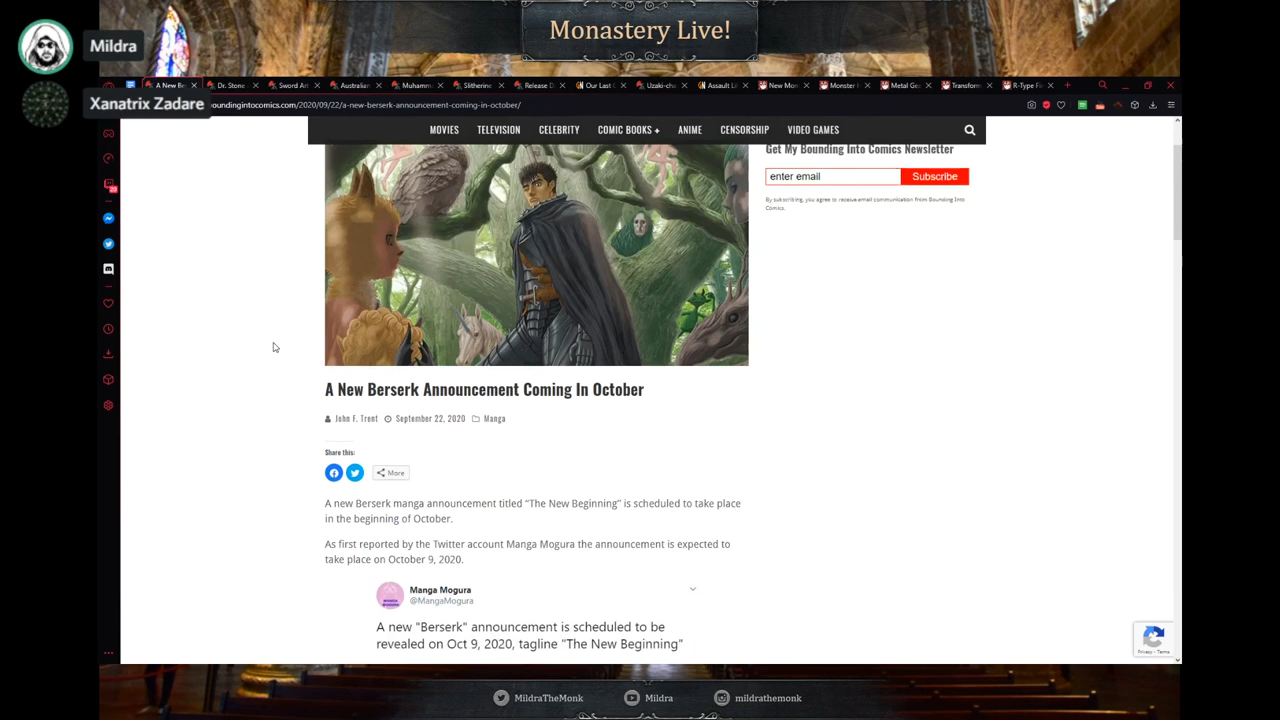 Monastery Live!
Mildra
Xanatrix Zadare
A New Be
Dr. Stone
Sword Art
Australian
Muhamm
Slitherine
Release D
Our Last C
Uzaki-cha
Assault Li
New Mon
Monster
Transform
Metal Gea
R-Type Fi
oundingintocomics.com/2020/09/22/a-new-berserk-announcement-coming-in-october/
MOVIES TELEVISION CELEBRITY COMIC BOOKS + ANIME CENSORSHIP VIDEO GAMES
Get My Bounding Into Comics Newsletter
enter email Subscribe
By subscribing, you agree to receive email communication from Bounding Into
Comics.
A New Berserk Announcement Coming In October
John F. Trent September 22, 2020 Manga
Share this:
More
A new Berserk manga announcement titled “The New Beginning” is scheduled to take place
in the beginning of October.
As first reported by the Twitter account Manga Mogura the announcement is expected to
take place on October 9, 2020.
Manga Mogura
@MangaMogura
A new "Berserk" announcement is scheduled to be
revealed on Oct 9, 2020, tagline "The New Beginning"
Privacy - Terms
MildraTheMonk Mildra mildrathemonk